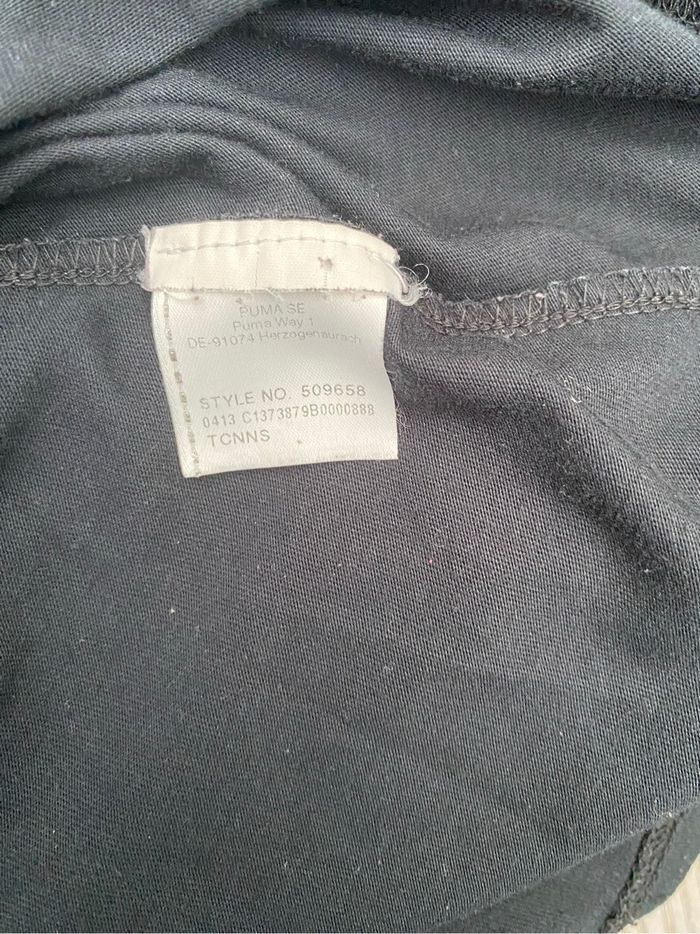 PUMA SE
Puma Way 1
DE-91074 Herzogenaurach
STYLE NO. 509658
0413 C1373879B0000888
TCNNS